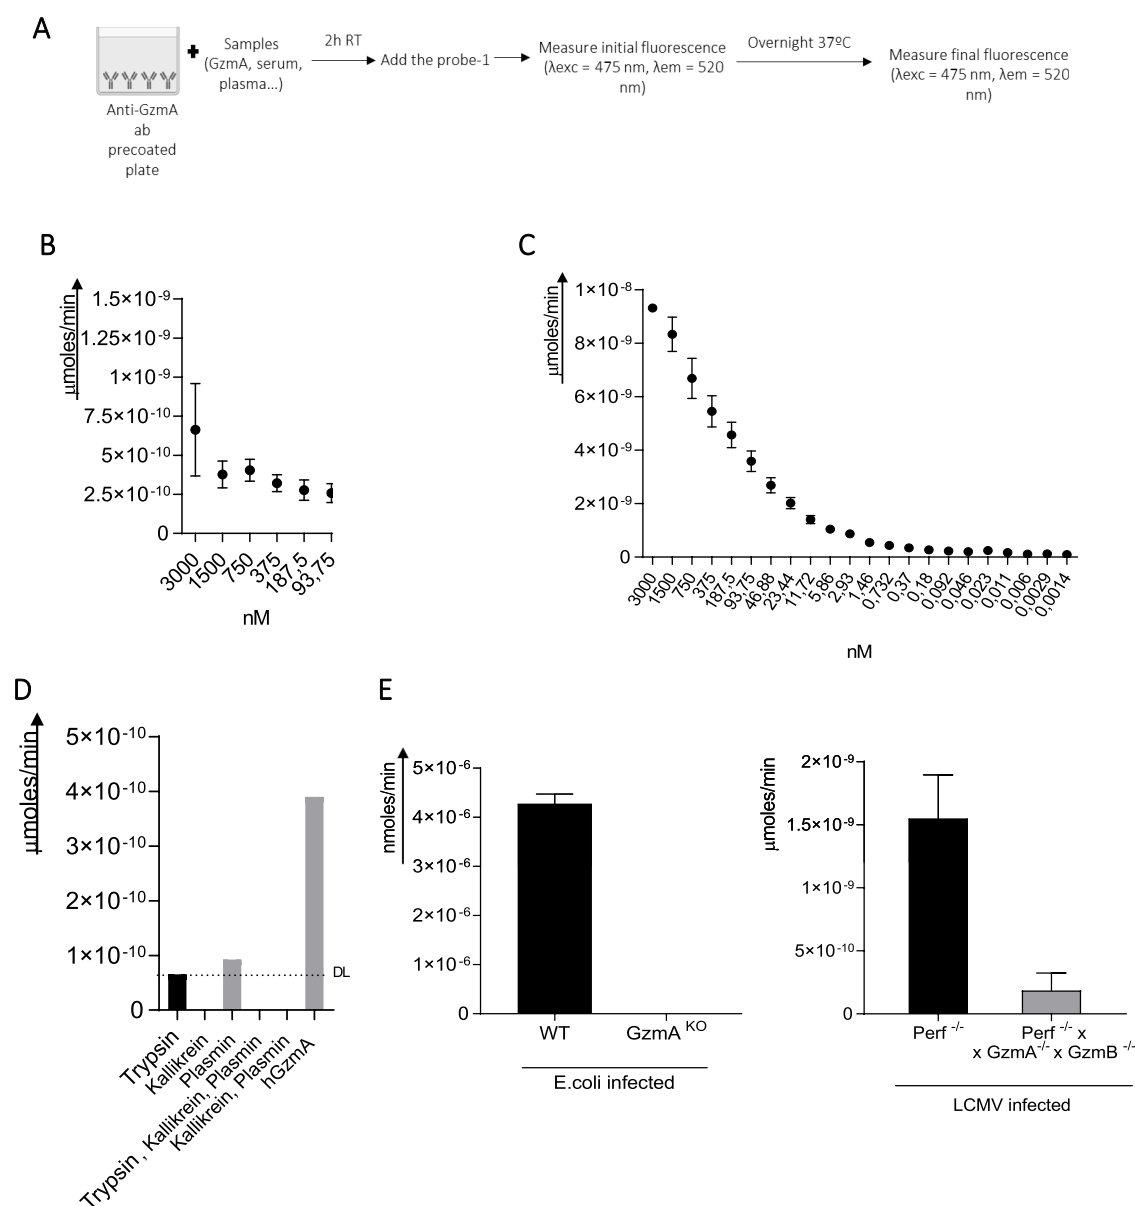 A
Samples
(GzmA, serum,
plasma...)
2h RT
Add the probe-1
Measure initial fluorescence
(λexc = 475 nm, λem = 520
nm)
Overnight 37ºC
Measure final fluorescence
(λexc = 475 nm, λem = 520
nm)
Anti-GzmA
ab
precoated
plate
B
μmoles/min
1.5×10-9
1.25×10-9
1×10-9
7.5×10-10
5×10-10
2.5×10-10
0
3000
1500
750
375
187,5
93,75
nM
C
μmoles/min
1×10-8
8×10-9
6×10-9
4×10-9
2×10-9
0
3000
1500
750
375
187,5
93,75
46,88
23,44
11,72
5,86
2,93
1,46
0,732
0,37
0,18
0,092
0,046
0,023
0,011
0,006
0,0029
0,0014
nM
D
μmoles/min
5×10-10
4×10-10
3×10-10
2×10-10
1×10-10
0
DL
Trypsin
Kallikrein
Plasmin
Trypsin , Kallikrein, Plasmin
Kallikrein, Plasmin
hGzmA
E
nmoles/min
5×10-6
4×10-6
3×10-6
2×10-6
1×10-6
0
WT
GzmA KO
E.coli infected
μmoles/min
2×10-9
1.5×10-9
1×10-9
5×10-10
0
Perf -/-
Perf -/- x
x GzmA-/- x GzmB -/-
LCMV infected